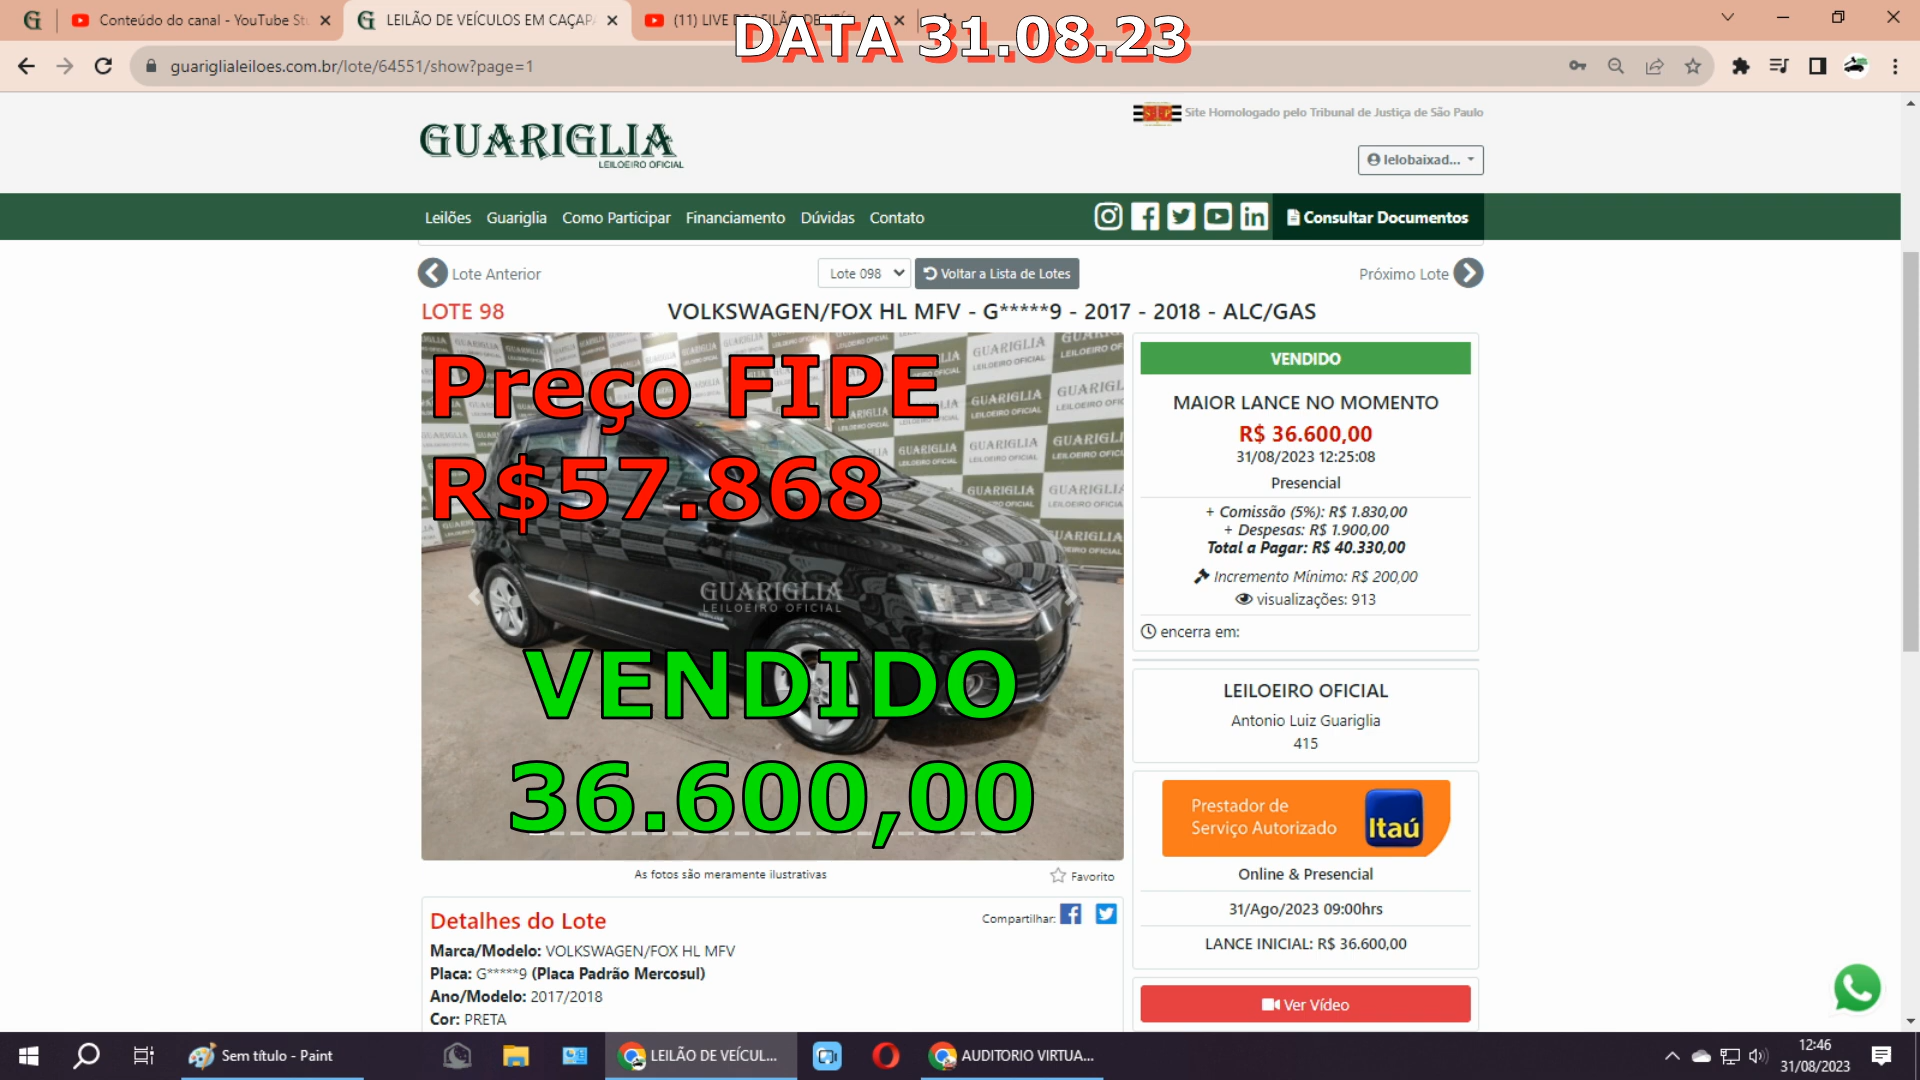 Conteúdo do canal - YouTube Stu
LEILÃO DE VEÍCULOS EM CAÇAPA
(11) LIVE
DATA 31.08.23
guariglialeiloes.com.br/lote/64551/show?page=1
GUARIGLIA
LEILOEIRO OFICIAL
Site Homologado pelo Tribunal de Justiça de São Paulo
lelobaixad...
Leilões Guariglia Como Participar Financiamento Dúvidas Contato
Consultar Documentos
Lote Anterior
Lote 098
Voltar a Lista de Lotes
Próximo Lote
LOTE 98
VOLKSWAGEN/FOX HL MFV - G*****9 - 2017 - 2018 - ALC/GAS
Preço FIPE
R$57.868
GUARIGLIA
LEILOEIRO OFICIAL
VENDIDO
36.600,00
As fotos são meramente ilustrativas
Favorito
VENDIDO
MAIOR LANCE NO MOMENTO
R$ 36.600,00
31/08/2023 12:25:08
Presencial
+ Comissão (5%): R$ 1.830,00
+ Despesas: R$ 1.900,00
Total a Pagar: R$ 40.330,00
Incremento Mínimo: R$ 200,00
visualizações: 913
encerra em:
LEILOEIRO OFICIAL
Antonio Luiz Guariglia
415
Prestador de
Serviço Autorizado
Itaú
Online & Presencial
31/Ago/2023 09:00hrs
LANCE INICIAL: R$ 36.600,00
Ver Vídeo
Detalhes do Lote
Compartilhar:
Marca/Modelo: VOLKSWAGEN/FOX HL MFV
Placa: G*****9 (Placa Padrão Mercosul)
Ano/Modelo: 2017/2018
Cor: PRETA
Sem título - Paint
LEILÃO DE VEÍCUL...
AUDITORIO VIRTUA...
12:46
31/08/2023